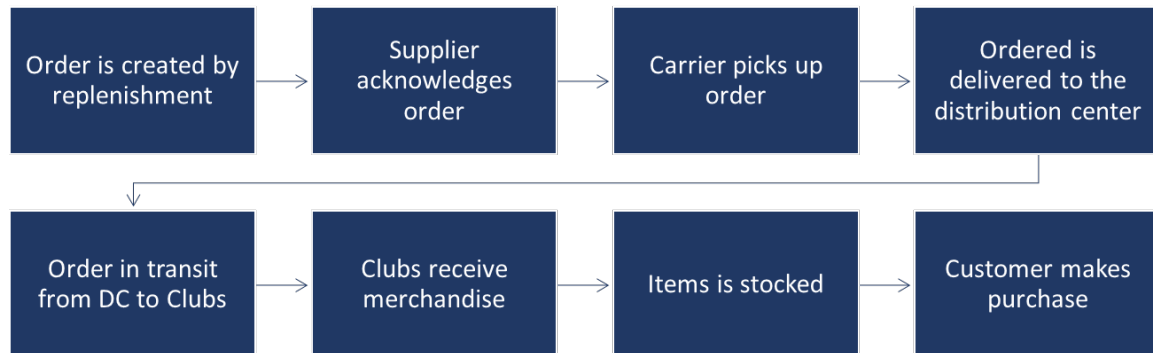 Order is created by
replenishment
Supplier
acknowledges
order
Carrier picks up
order
Ordered is
delivered to the
distribution center
Order in transit
from DC to Clubs
Clubs receive
merchandise
Items is stocked
Customer makes
purchase